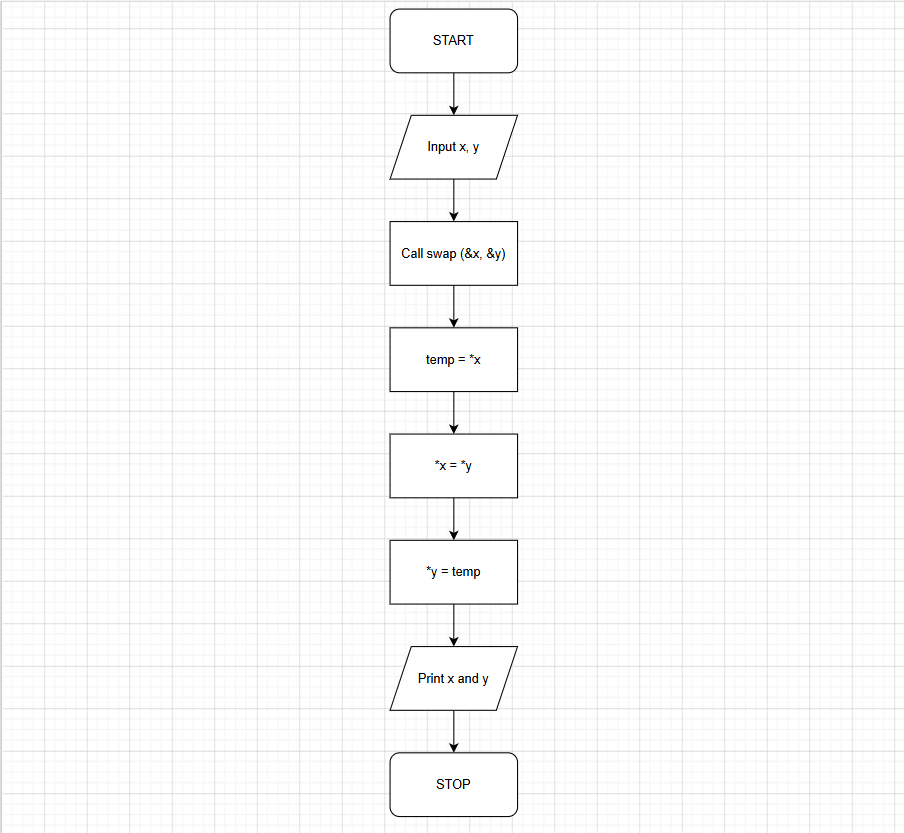 START
Input x, y
Call swap (&x, &y)
temp = *x
*x = *y
*y = temp
Print x and y
STOP